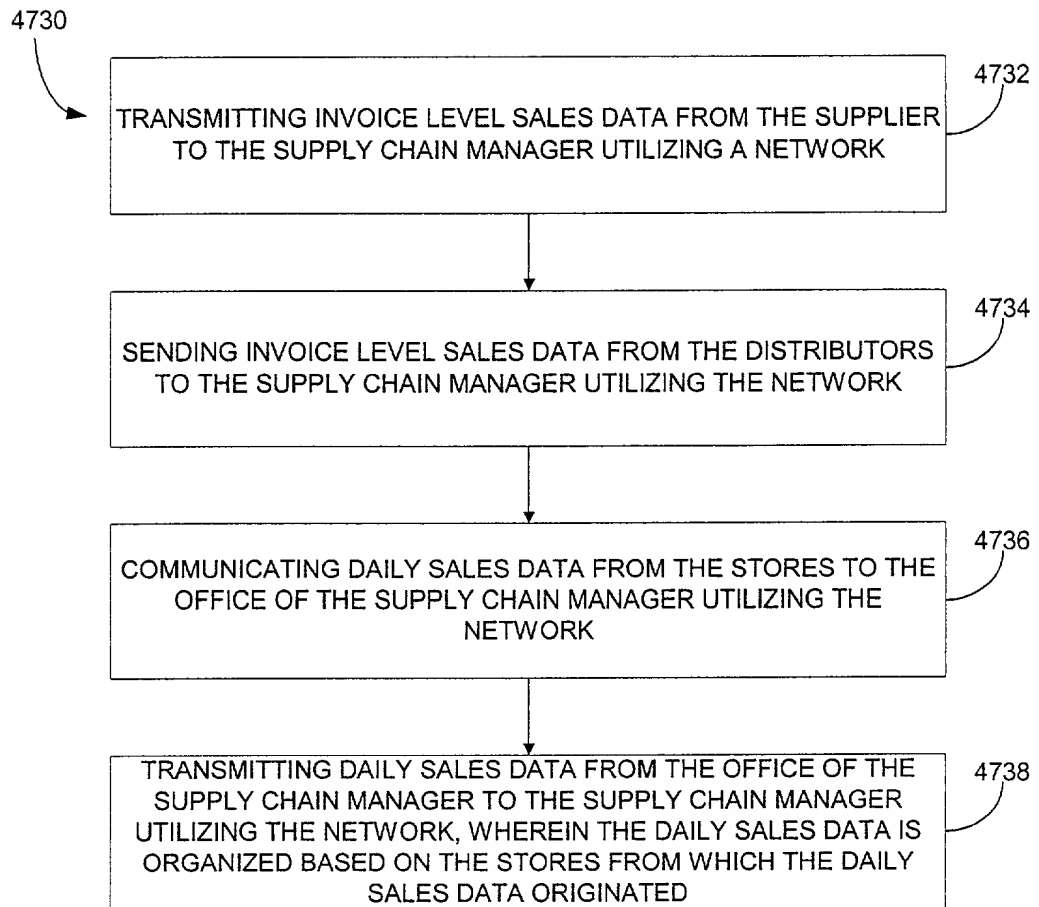 4730
4732
TRANSMITTING INVOICE LEVEL SALES DATA FROM THE SUPPLIER
TO THE SUPPLY CHAIN MANAGER UTILIZING A NETWORK
4734
SENDING INVOICE LEVEL SALES DATA FROM THE DISTRIBUTORS
TO THE SUPPLY CHAIN MANAGER UTILIZING THE NETWORK
4736
COMMUNICATING DAILY SALES DATA FROM THE STORES TO THE
OFFICE OF THE SUPPLY CHAIN MANAGER UTILIZING THE
NETWORK
4738
TRANSMITTING DAILY SALES DATA FROM THE OFFICE OF THE
SUPPLY CHAIN MANAGER TO THE SUPPLY CHAIN MANAGER
UTILIZING THE NETWORK, WHEREIN THE DAILY SALES DATA IS
ORGANIZED BASED ON THE STORES FROM WHICH THE DAILY
SALES DATA ORIGINATED